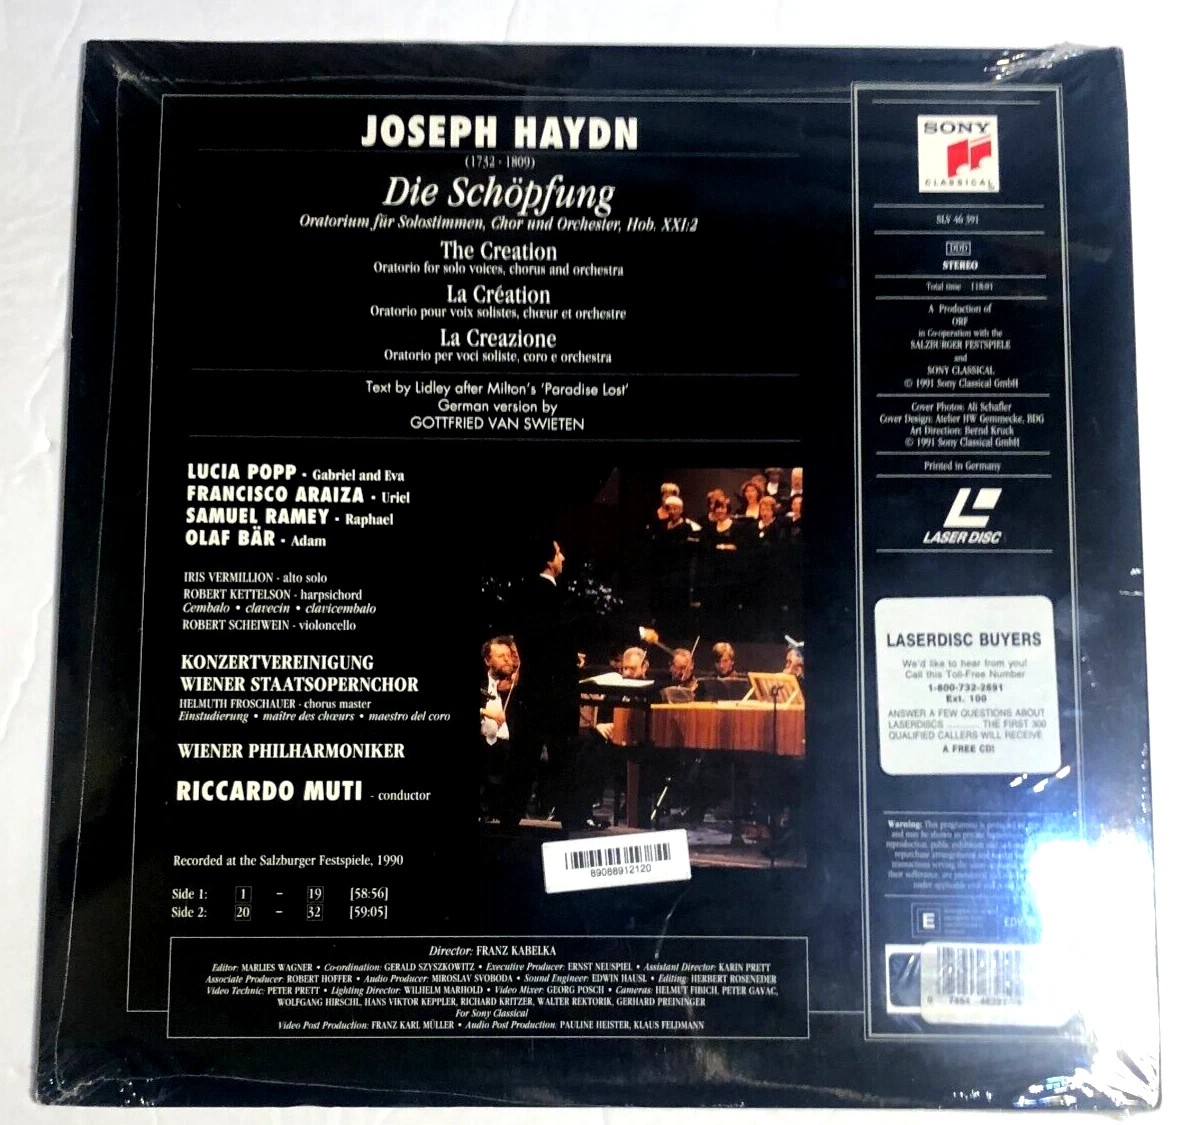 JOSEPH HAYDN
(1732 - 1809)
Die Schöpfung
Oratorium für Solostimmen, Chor und Orchester, Hob. XXI:2
The Creation
Oratorio for solo voices, chorus and orchestra
La Création
Oratorio pour voix solistes, chœur et orchestre
La Creazione
Oratorio per voci soliste, coro e orchestra
Text by Lidley after Milton's 'Paradise Lost'
German version by
GOTTFRIED VAN SWIETEN
LUCIA POPP • Gabriel and Eva
FRANCISCO ARAIZA • Uriel
SAMUEL RAMEY • Raphael
OLAF BÄR • Adam
IRIS VERMILLION - alto solo
ROBERT KETTELSON - harpsichord
Cembalo • clavecin • clavicembalo
ROBERT SCHEIWEIN - violoncello
KONZERTVEREINIGUNG
WIENER STAATSOPERNCHOR
HELMUTH FROSCHAUER - chorus master
Einstudierung • maître des chœurs • maestro del coro
WIENER PHILHARMONIKER
RICCARDO MUTI - conductor
Recorded at the Salzburger Festspiele, 1990
Side 1: 1 – 19 [58:56]
Side 2: 20 – 32 [59:05]
89088912120
Director: FRANZ KABELKA
Editor: MARLIES WAGNER • Co-ordination: GERALD SZYSZKOWITZ • Executive Producer: ERNST NEUSPIEL • Assistant Director: KARIN PRETT
Associate Producer: ROBERT HOFFER • Audio Producer: MIROSLAV SVOBODA • Sound Engineer: EDWIN HAUSL • Editing: HERBERT ROSENEDER
Video Technic: PETER PRETT • Lighting Director: WILHELM MARHOLD • Video Mixer: GEORG POSCH • Cameras: HELMUT FIBICH, PETER GAVAC,
WOLFGANG HIRSCHL, HANS VIKTOR KEPPLER, RICHARD KRITZER, WALTER REKTORIK, GERHARD PREININGER
For Sony Classical
Video Post Production: FRANZ KARL MÜLLER • Audio Post Production: PAULINE HEISTER, KLAUS FELDMANN
SONY
CLASSICAL
SLV 46 391
DDD
STEREO
Total time 118:01
A Production of
ORF
in Co-operation with the
SALZBURGER FESTSPIELE
and
SONY CLASSICAL
© 1991 Sony Classical GmbH
Cover Photos: Ali Schafler
Cover Design: Atelier HW Gemmecke, BDG
Art Direction: Bernd Kruck
© 1991 Sony Classical GmbH
Printed in Germany
LASER DISC
LASERDISC BUYERS
We'd like to hear from you!
Call this Toll-Free Number
1-800-732-2691
Ext. 100
ANSWER A FEW QUESTIONS ABOUT
LASERDISCS .......... THE FIRST 300
QUALIFIED CALLERS WILL RECEIVE
A FREE CD!
Warning: This programme is
and may be shown
E